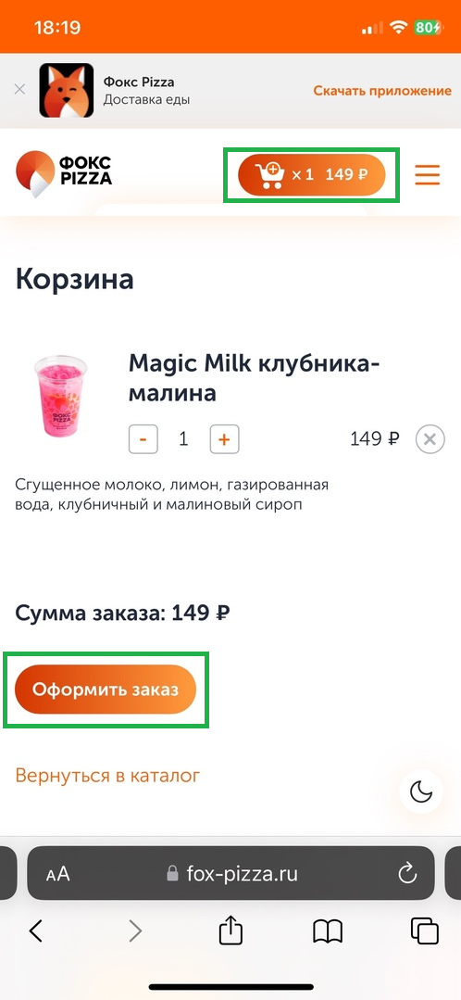 18:19
80
Фокс Pizza
Доставка еды
Скачать приложение
ФОКС
PIZZA
× 1 149 ₽
Корзина
Magic Milk клубника-
малина
- 1 + 149 ₽
ФОКС
PIZZA
Сгущенное молоко, лимон, газированная
вода, клубничный и малиновый сироп
Сумма заказа: 149 ₽
Оформить заказ
Вернуться в каталог
AA fox-pizza.ru